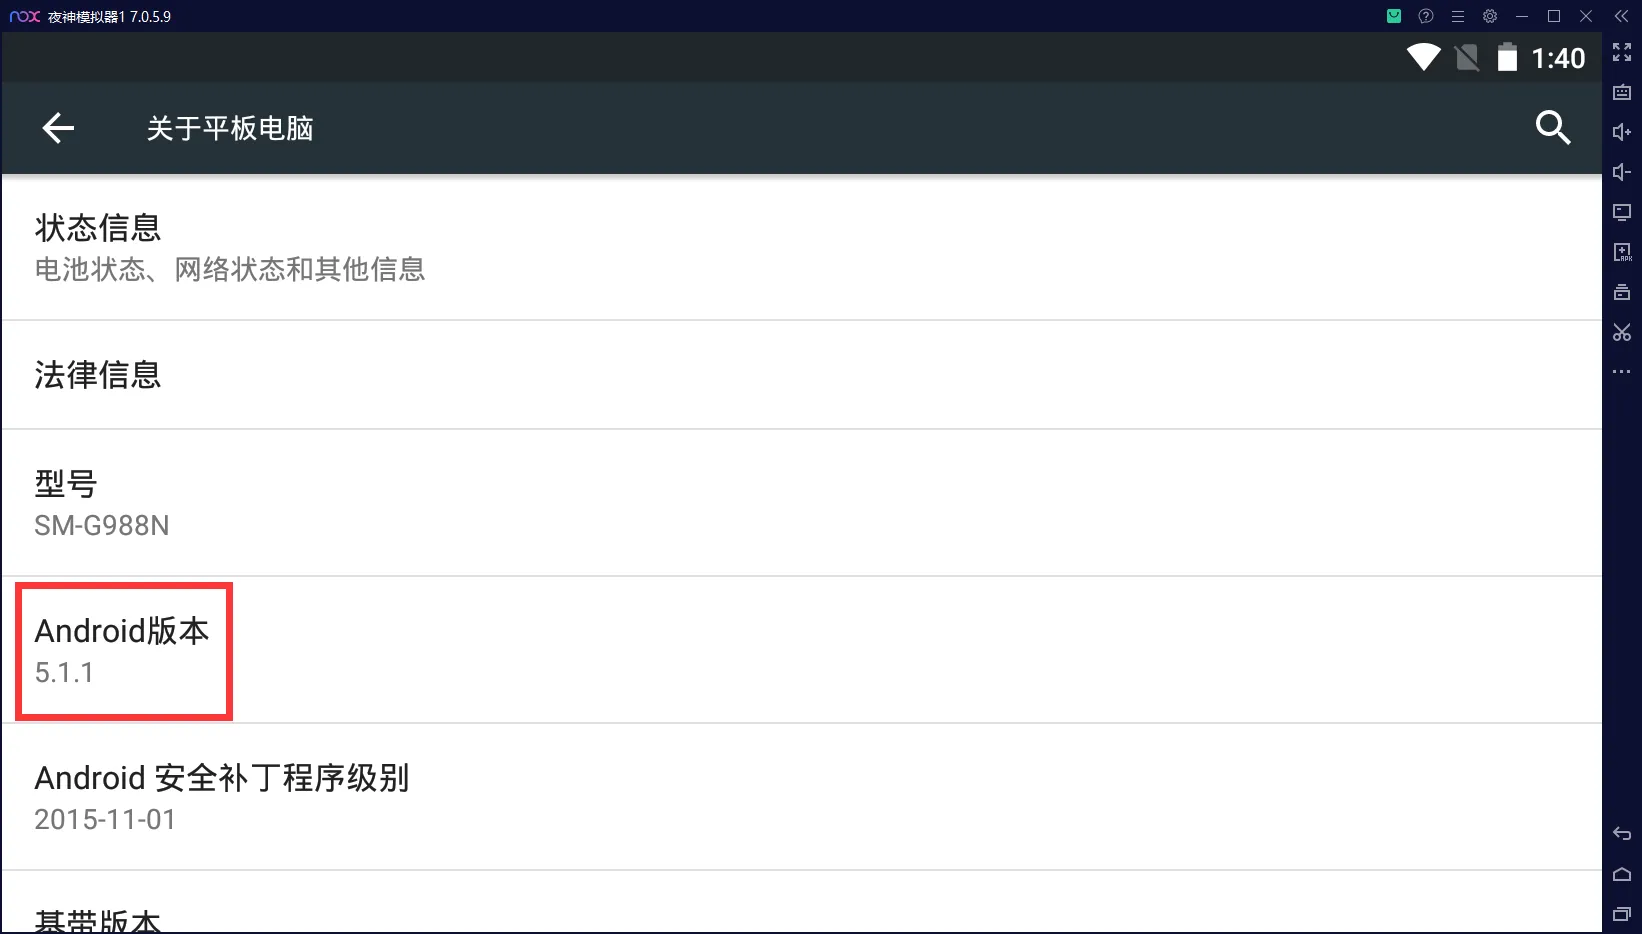 nox 夜神模拟器1 7.0.5.9
1:40
关于平板电脑
状态信息
电池状态、网络状态和其他信息
法律信息
型号
SM-G988N
Android版本
5.1.1
Android 安全补丁程序级别
2015-11-01
基带版本
APK